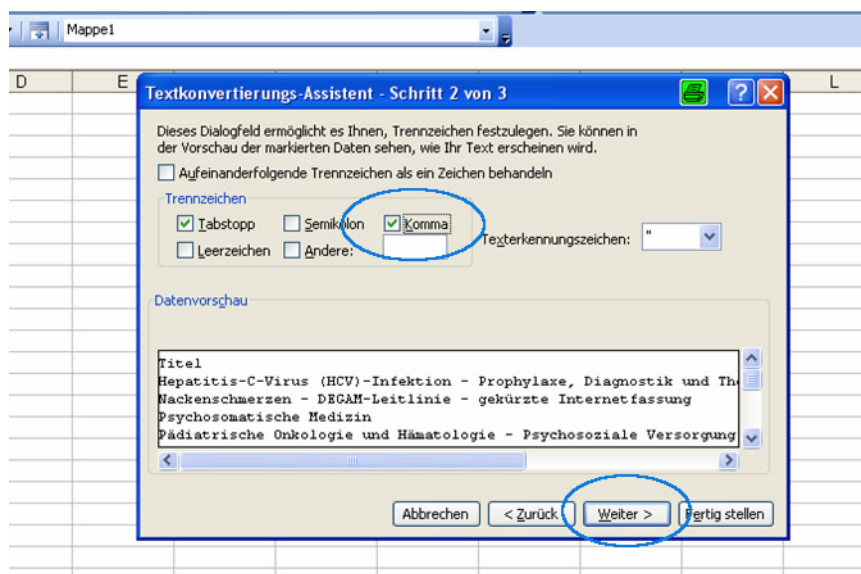 Mappe1
D E L
Textkonvertierungs-Assistent - Schritt 2 von 3
Dieses Dialogfeld ermöglicht es Ihnen, Trennzeichen festzulegen. Sie können in
der Vorschau der markierten Daten sehen, wie Ihr Text erscheinen wird.
Aufeinanderfolgende Trennzeichen als ein Zeichen behandeln
Trennzeichen
Tabstopp Semikolon Komma
Leerzeichen Andere:
Texterkennungszeichen: "
Datenvorschau
Titel
Hepatitis-C-Virus (HCV)-Infektion - Prophylaxe, Diagnostik und Th
Nackenschmerzen - DEGAM-Leitlinie - gekürzte Internetfassung
Psychosomatische Medizin
Pädiatrische Onkologie und Hämatologie - Psychosoziale Versorgung
Abbrechen < Zurück Weiter > Fertig stellen